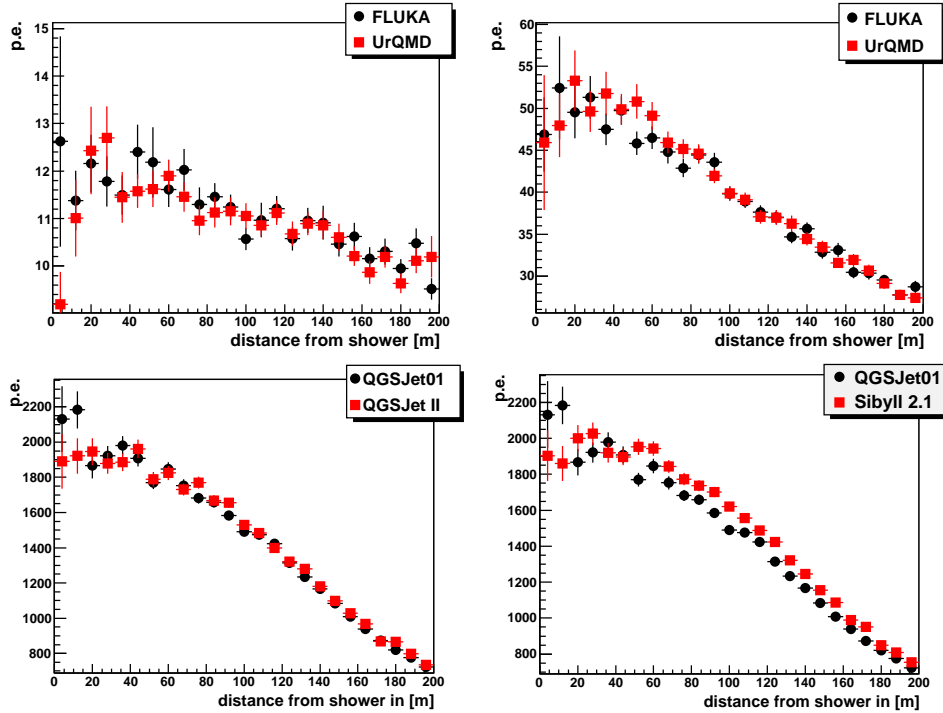 p.e.
15
14
13
12
11
10
FLUKA
UrQMD
0 20 40 60 80 100 120 140 160 180 200
distance from shower [m]
p.e.
60
55
50
45
40
35
30
FLUKA
UrQMD
0 20 40 60 80 100 120 140 160 180 200
distance from shower [m]
p.e.
2200
2000
1800
1600
1400
1200
1000
800
QGSJet01
QGSJet II
0 20 40 60 80 100 120 140 160 180 200
distance from shower in [m]
p.e.
2200
2000
1800
1600
1400
1200
1000
800
QGSJet01
Sibyll 2.1
0 20 40 60 80 100 120 140 160 180 200
distance from shower in [m]